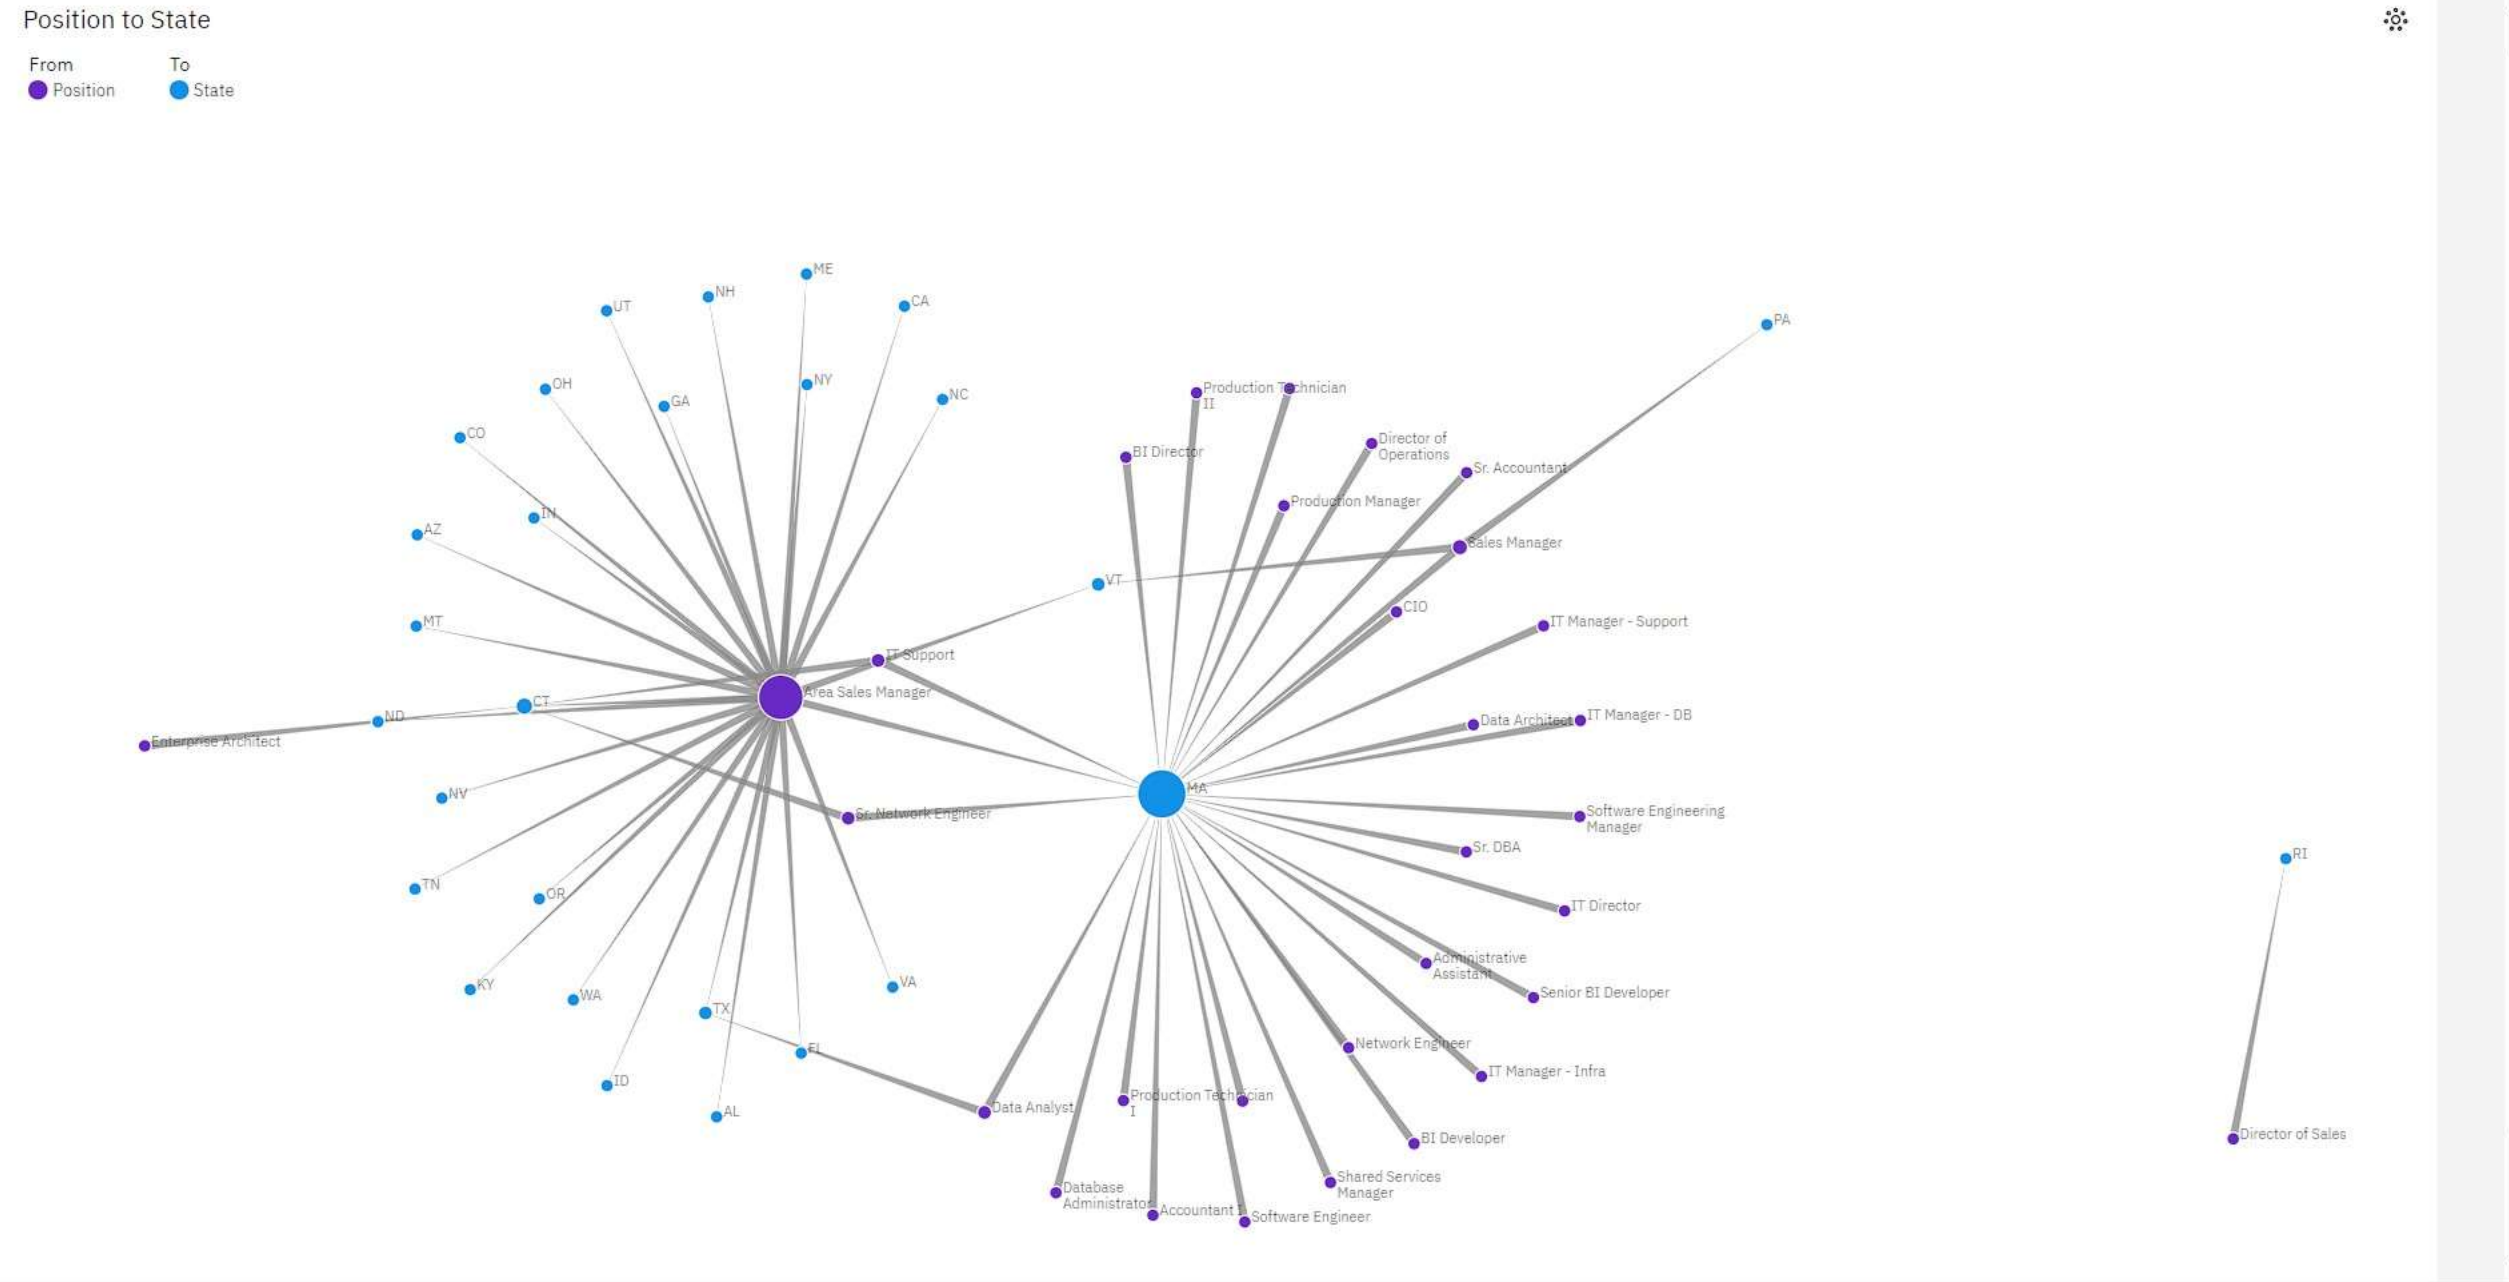 Position to State
From To
Position State
ME
NH
CA
UT
PA
NY
OH
Production Technician
II
NC
GA
CO
Director of
Operations
BI Director
Sr. Accountant
Production Manager
IN
AZ
Sales Manager
VT
CIO
MT
IT Manager - Support
IT Support
Area Sales Manager
CT
ND
Data Architect
IT Manager - DB
Enterprise Architect
MA
NV
Sr. Network Engineer
Software Engineering
Manager
Sr. DBA
RI
TN
OR
IT Director
Administrative
Assistant
KY
WA
VA
Senior BI Developer
TX
FL
Network Engineer
IT Manager - Infra
ID
AL
Data Analyst
Production Technician
I
BI Developer
Director of Sales
Shared Services
Manager
Database
Administrator
Accountant I
Software Engineer